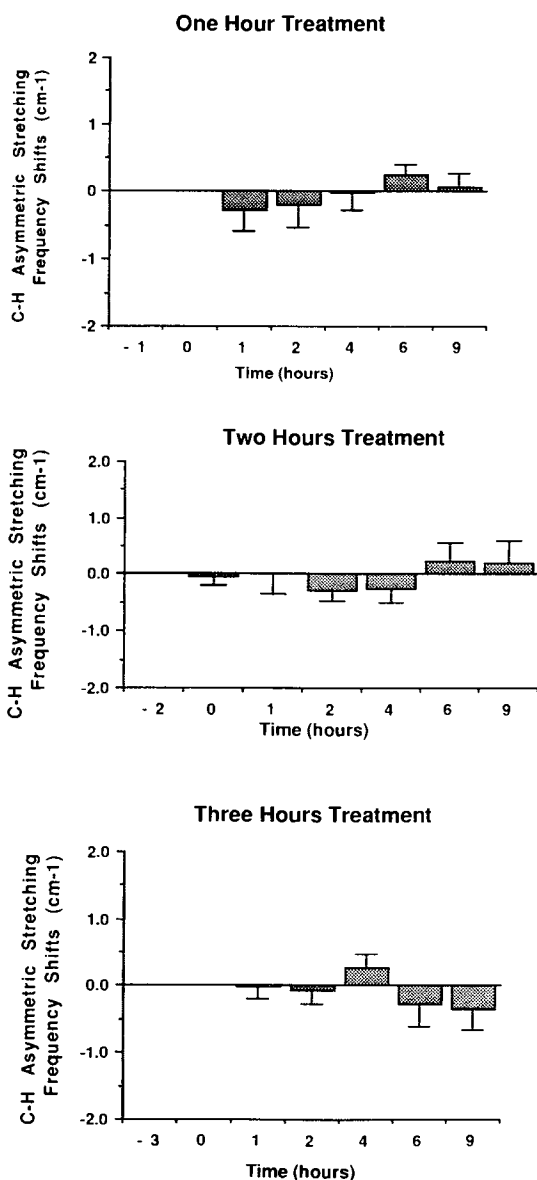 One Hour Treatment
C-H Asymmetric Stretching
Frequency Shifts (cm-1)
2
1
0
-1
-2
- 1 0 1 2 4 6 9
Time (hours)
Two Hours Treatment
C-H Asymmetric Stretching
Frequency Shifts (cm-1)
2.0
1.0
0.0
-1.0
-2.0
- 2 0 1 2 4 6 9
Time (hours)
Three Hours Treatment
C-H Asymmetric Stretching
Frequency Shifts (cm-1)
2.0
1.0
0.0
-1.0
-2.0
- 3 0 1 2 4 6 9
Time (hours)